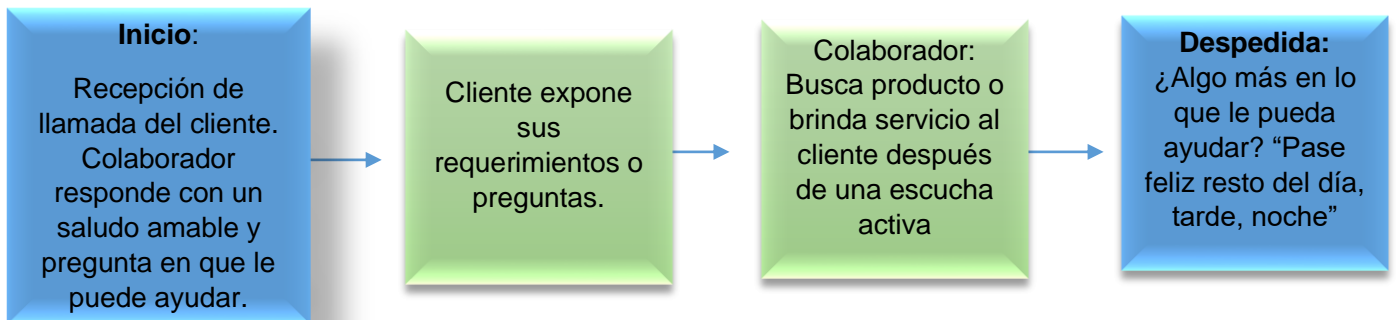 Inicio:
Recepción de
llamada del cliente.
Colaborador
responde con un
saludo amable y
pregunta en que le
puede ayudar.
Cliente expone
sus
requerimientos o
preguntas.
Colaborador:
Busca producto o
brinda servicio al
cliente después
de una escucha
activa
Despedida:
¿Algo más en lo
que le pueda
ayudar? “Pase
feliz resto del día,
tarde, noche”